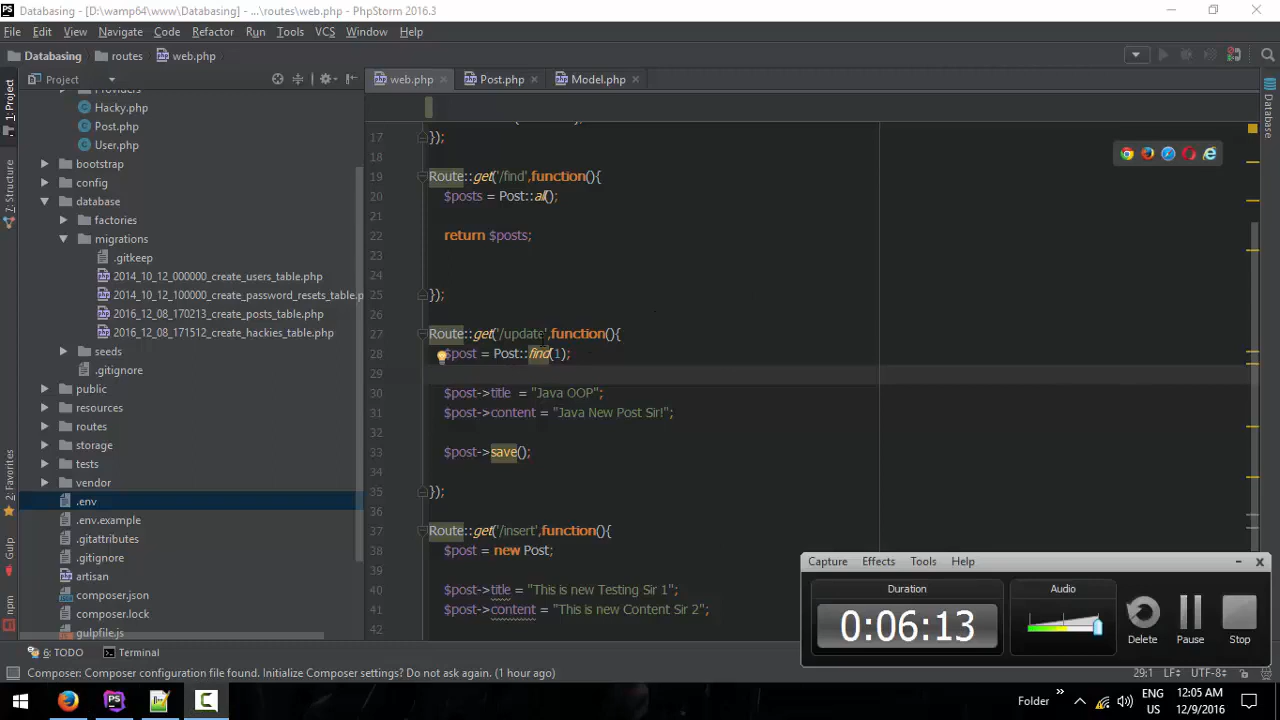 Databasing - [D:\wamp64\www\Databasing] - ...\routes\web.php - PhpStorm 2016.3
File Edit View Navigate Code Refactor Run Tools VCS Window Help
Databasing routes web.php
Project
web.php Post.php Model.php
1: Project
7: Structure
2: Favorites
Gulp
npm
Database
Hacky.php
Post.php
User.php
bootstrap
config
database
factories
migrations
.gitkeep
2014_10_12_000000_create_users_table.php
2014_10_12_100000_create_password_resets_table.p
2016_12_08_170213_create_posts_table.php
2016_12_08_171512_create_hackies_table.php
seeds
.gitignore
public
resources
routes
storage
tests
vendor
.env
.env.example
.gitattributes
.gitignore
artisan
composer.json
composer.lock
gulpfile.js
17 });
18
19 Route::get('/find',function(){
20 $posts = Post::all();
21
22 return $posts;
23
24
25 });
26
27 Route::get('/update',function(){
28 $post = Post::find(1);
29
30 $post->title = "Java OOP";
31 $post->content = "Java New Post Sir!";
32
33 $post->save();
34
35 });
36
37 Route::get('/insert',function(){
38 $post = new Post;
39
40 $post->title = "This is new Testing Sir 1";
41 $post->content = "This is new Content Sir 2";
42
Capture Effects Tools Help
Duration
0:06:13
Audio
Delete Pause Stop
6: TODO Terminal
Composer: Composer configuration file found. Initialize Composer settings? Do not ask again. (1 hour ago)
29:1 LF UTF-8
Folder
ENG
US
12:05 AM
12/9/2016